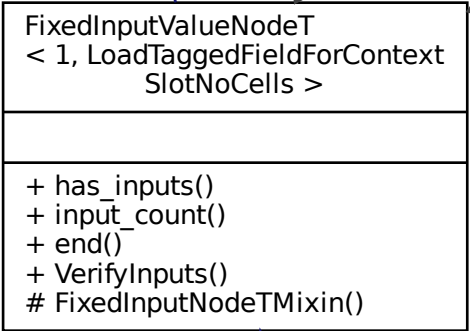 FixedInputValueNodeT
< 1, LoadTaggedFieldForContext
SlotNoCells >
+ has_inputs()
+ input_count()
+ end()
+ VerifyInputs()
# FixedInputNodeTMixin()